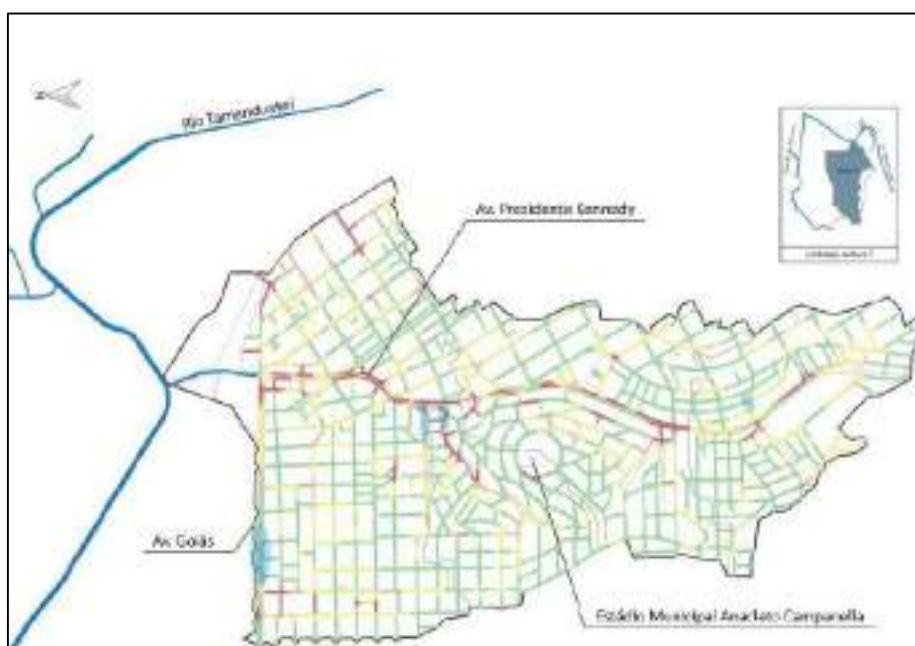 N
Rio Tamanduateí
Av. Presidente Kennedy
Av. Goiás
Estádio Municipal Anacleto Campanella